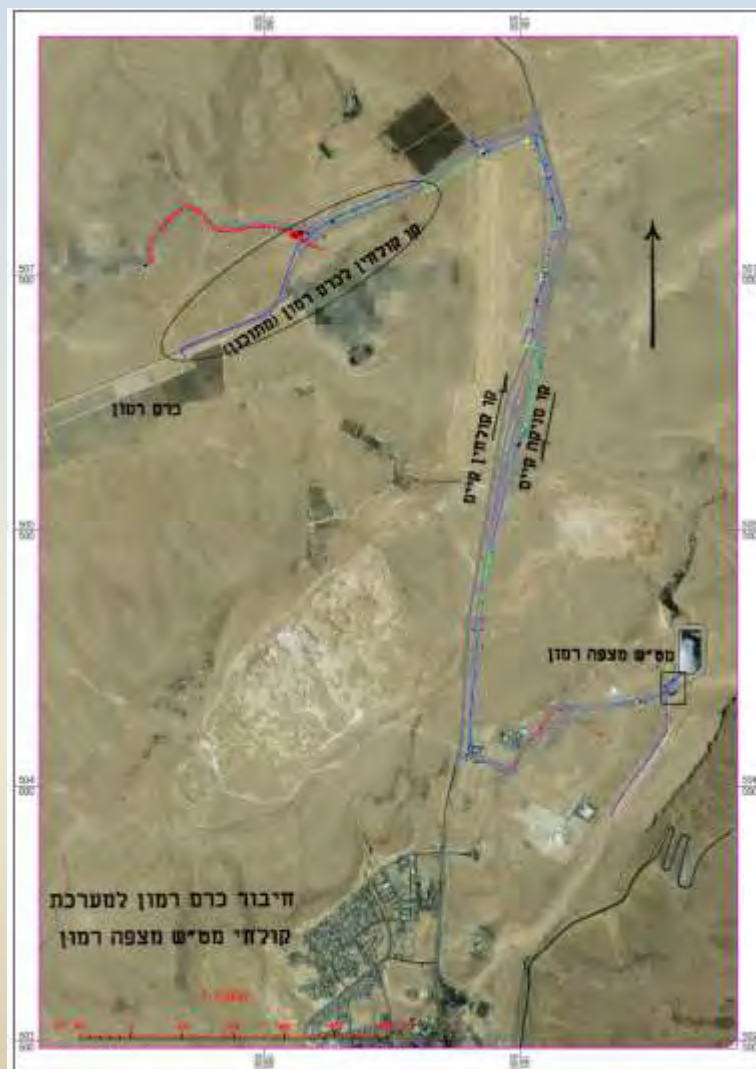 קו קולחין לכרם רמון (מתוכנן)
כרם רמון
קו קולחין קיים
קו סניקה קיים
מט"ש מצפה רמון
חיבור כרם רמון למערכת
קולחי מט"ש מצפה רמון